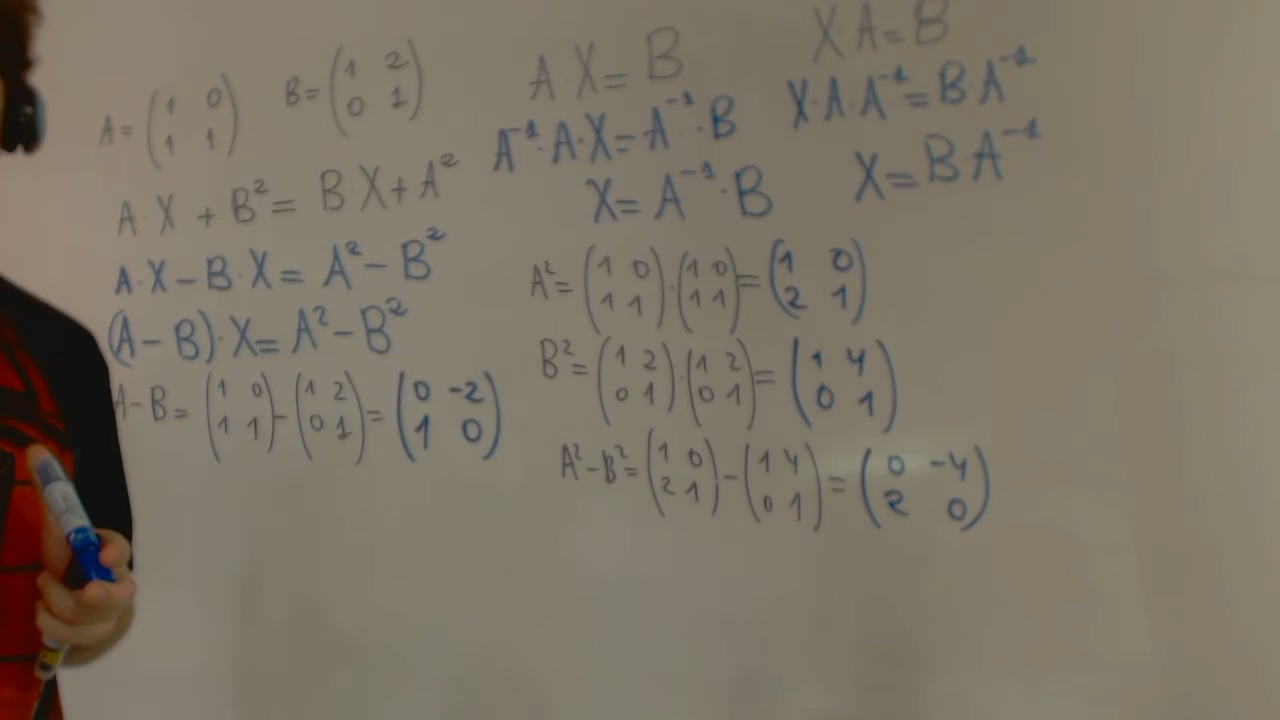 A = (1 0 / 1 1) B = (1 2 / 0 1)
A · X + B² = B X + A²
A · X − B · X = A² − B²
(A − B) · X = A² − B²
A − B = (1 0 / 1 1) − (1 2 / 0 1) = (0 −2 / 1 0)
A · X = B
A⁻¹ · A · X = A⁻¹ · B
X = A⁻¹ · B
X A = B
X · A · A⁻¹ = B · A⁻¹
X = B A⁻¹
A² = (1 0 / 1 1) · (1 0 / 1 1) = (1 0 / 2 1)
B² = (1 2 / 0 1) · (1 2 / 0 1) = (1 4 / 0 1)
A² − B² = (1 0 / 2 1) − (1 4 / 0 1) = (0 −4 / 2 0)